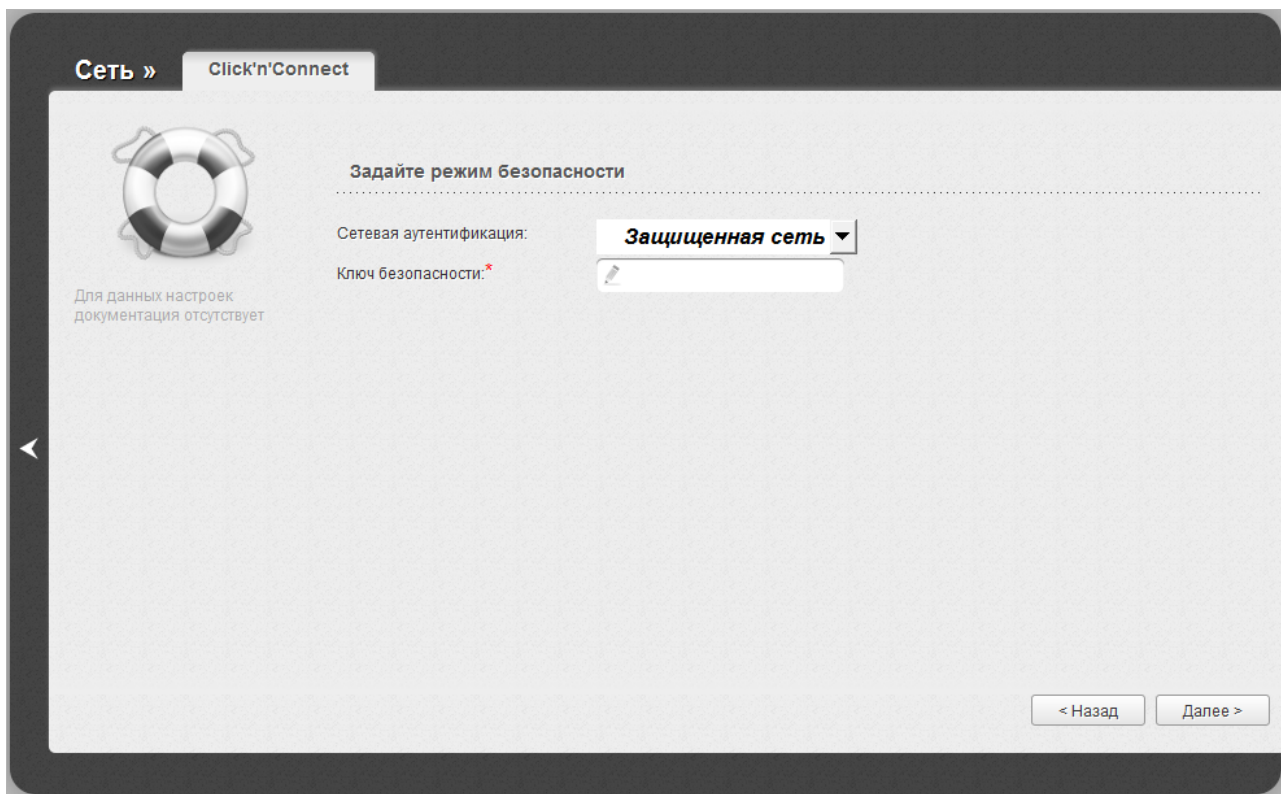 Сеть »
Click'n'Connect
Задайте режим безопасности
Сетевая аутентификация: Защищенная сеть
Ключ безопасности:*
Для данных настроек
документация отсутствует
< Назад
Далее >